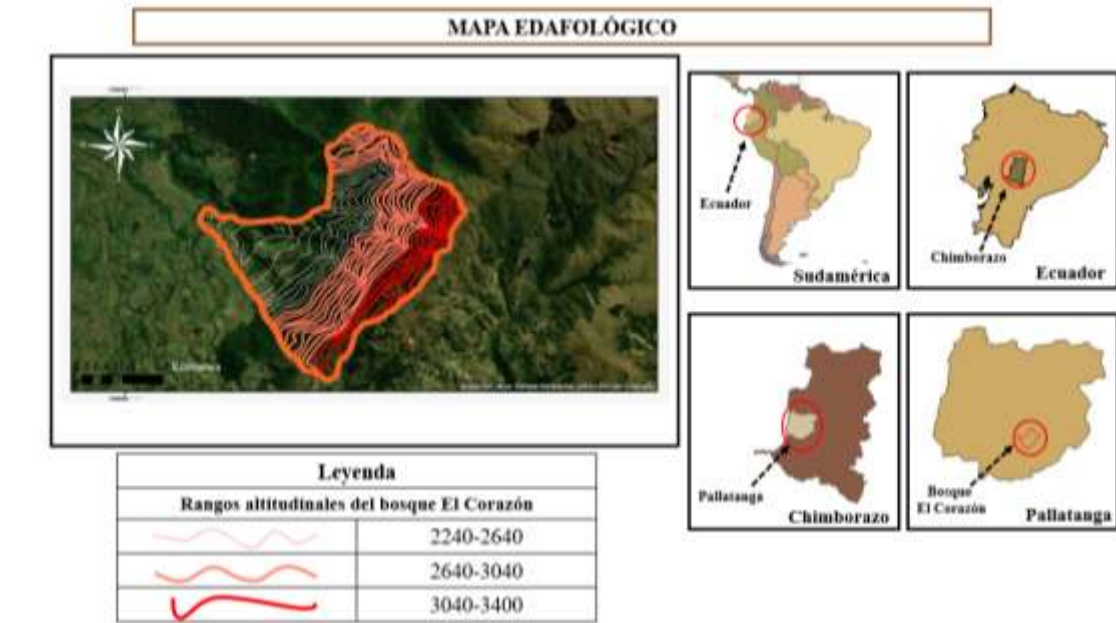 MAPA EDAFOLÓGICO
Ecuador
Sudamérica
Chimborazo
Ecuador
Pallatanga
Chimborazo
Bosque
El Corazón
Pallatanga
Leyenda
Rangos altitudinales del bosque El Corazón
2240-2640
2640-3040
3040-3400